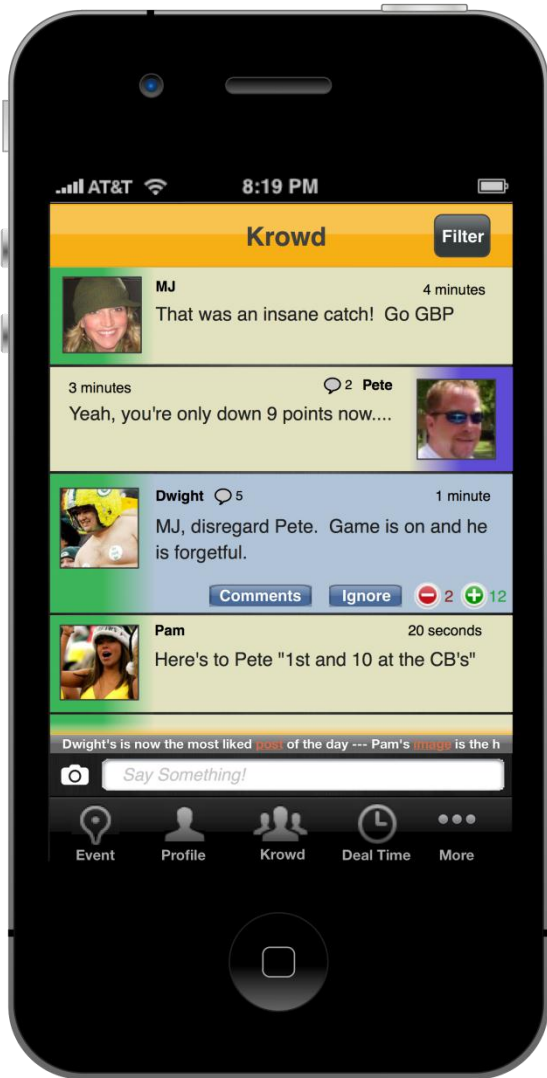 AT&T 8:19 PM
Krowd Filter
MJ 4 minutes
That was an insane catch! Go GBP
3 minutes 2 Pete
Yeah, you're only down 9 points now....
Dwight 5 1 minute
MJ, disregard Pete. Game is on and he
is forgetful.
Comments Ignore 2 12
Pam 20 seconds
Here's to Pete "1st and 10 at the CB's"
Dwight's is now the most liked post of the day --- Pam's image is the h
Say Something!
Event Profile Krowd Deal Time More